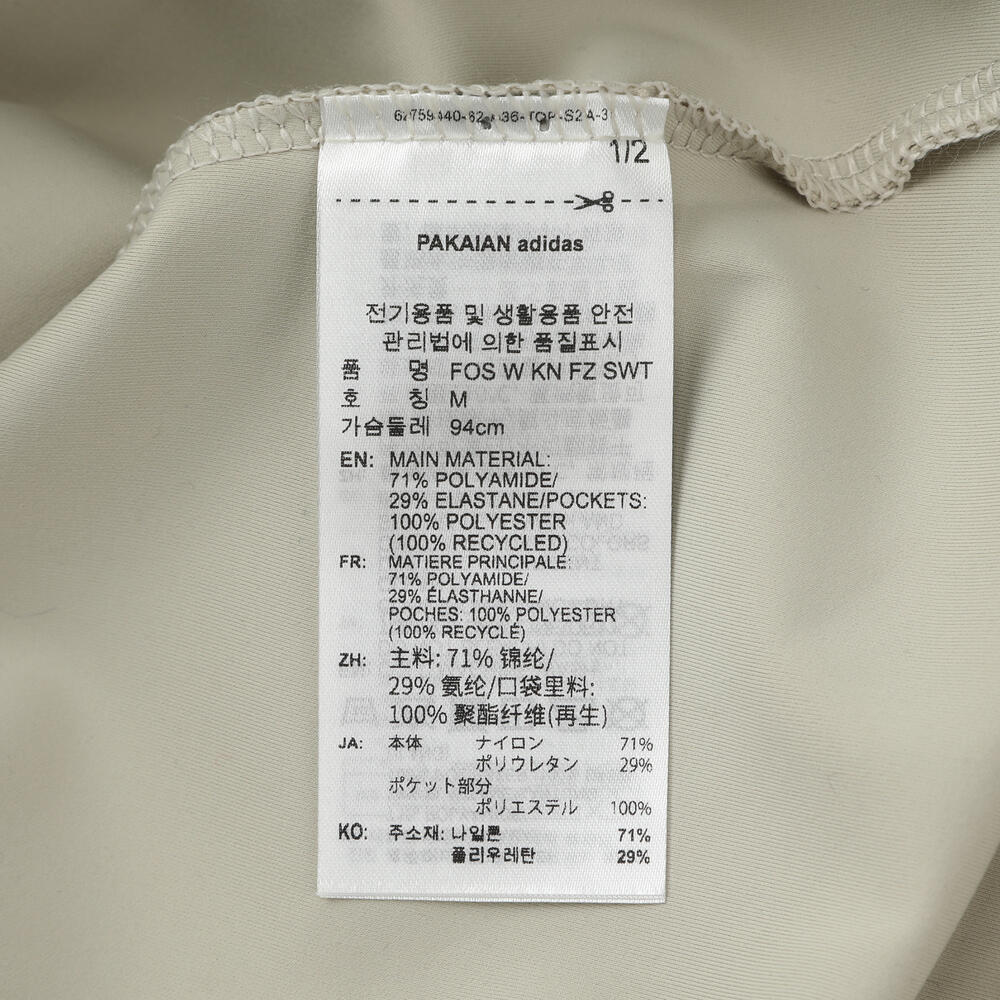 1/2
PAKAIAN adidas
전기용품 및 생활용품 안전
관리법에 의한 품질표시
품 명 FOS W KN FZ SWT
호 칭 M
가슴둘레 94cm
EN: MAIN MATERIAL:
71% POLYAMIDE/
29% ELASTANE/POCKETS:
100% POLYESTER
(100% RECYCLED)
FR: MATIERE PRINCIPALE:
71% POLYAMIDE/
29% ÉLASTHANNE/
POCHES: 100% POLYESTER
(100% RECYCLÉ)
ZH: 主料: 71% 锦纶/
29% 氨纶/口袋里料:
100% 聚酯纤维(再生)
JA: 本体 ナイロン 71%
ポリウレタン 29%
ポケット部分
ポリエステル 100%
KO: 주소재: 나일론 71%
폴리우레탄 29%